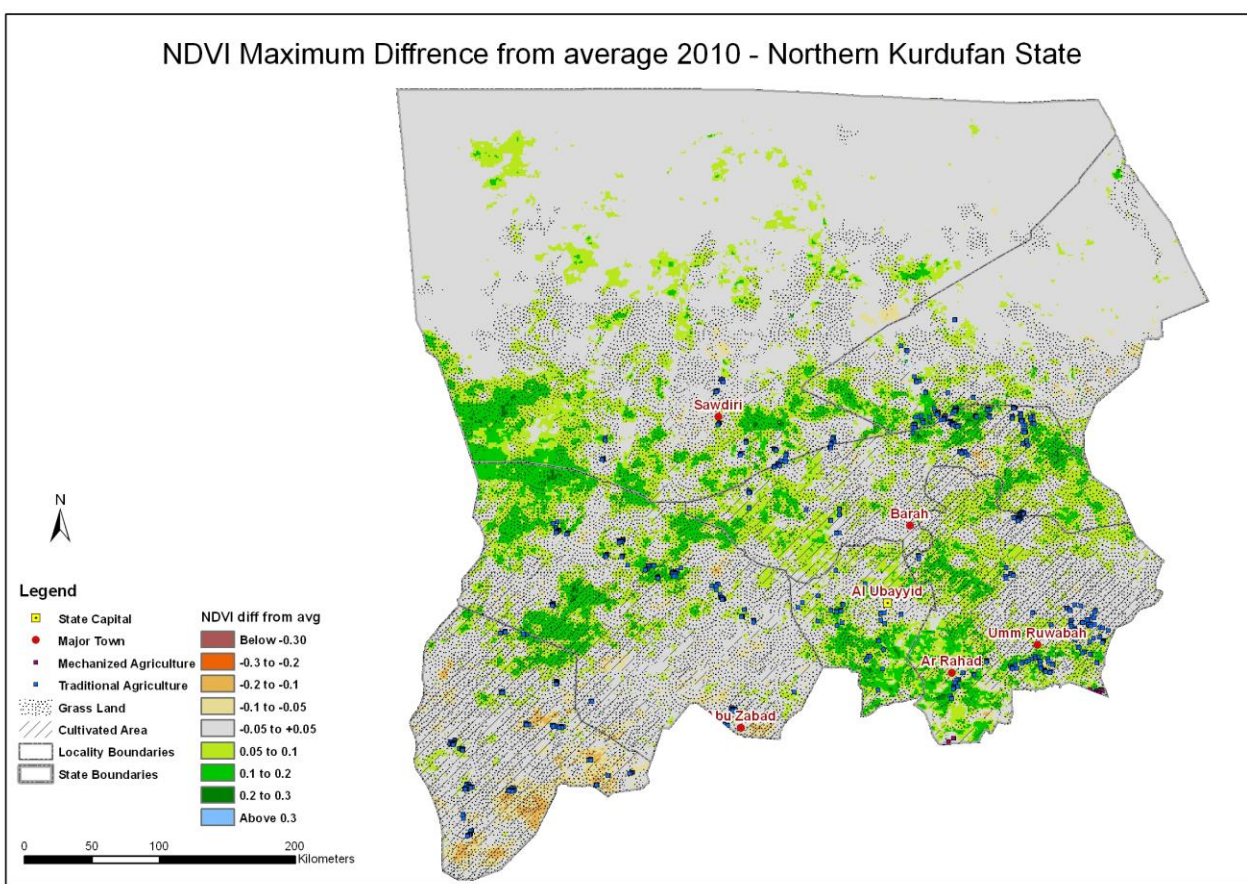 NDVI Maximum Diffrence from average 2010 - Northern Kurdufan State
Sawdiri
Barah
Al Ubayyid
Umm Ruwabah
Ar Rahad
bu Zabad
N
Legend
State Capital
Major Town
Mechanized Agriculture
Traditional Agriculture
Grass Land
Cultivated Area
Locality Boundaries
State Boundaries
NDVI diff from avg
Below -0.30
-0.3 to -0.2
-0.2 to -0.1
-0.1 to -0.05
-0.05 to +0.05
0.05 to 0.1
0.1 to 0.2
0.2 to 0.3
Above 0.3
0 50 100 200
Kilometers